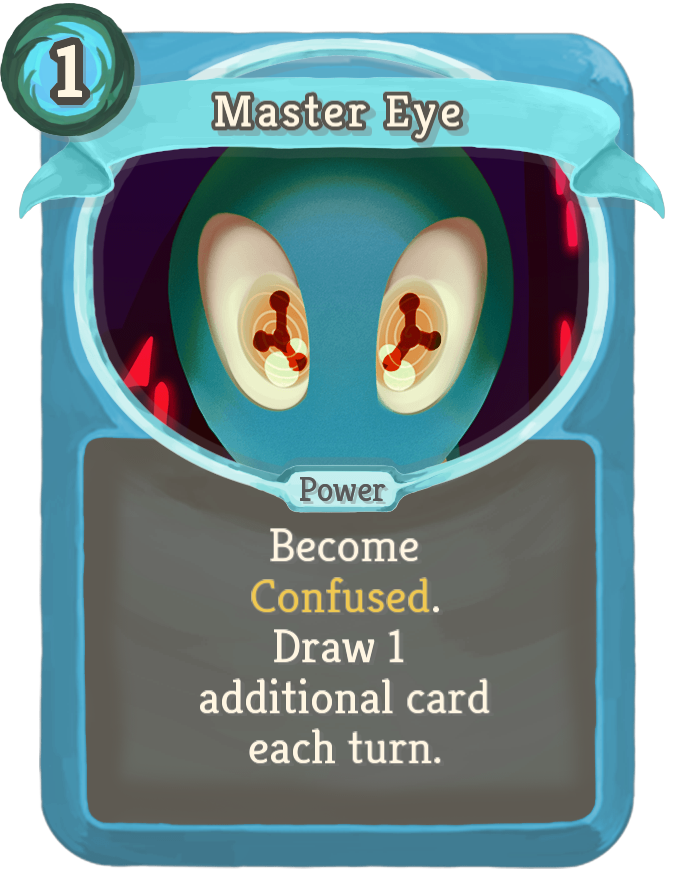 1
Master Eye
Power
Become
Confused.
Draw 1
additional card
each turn.